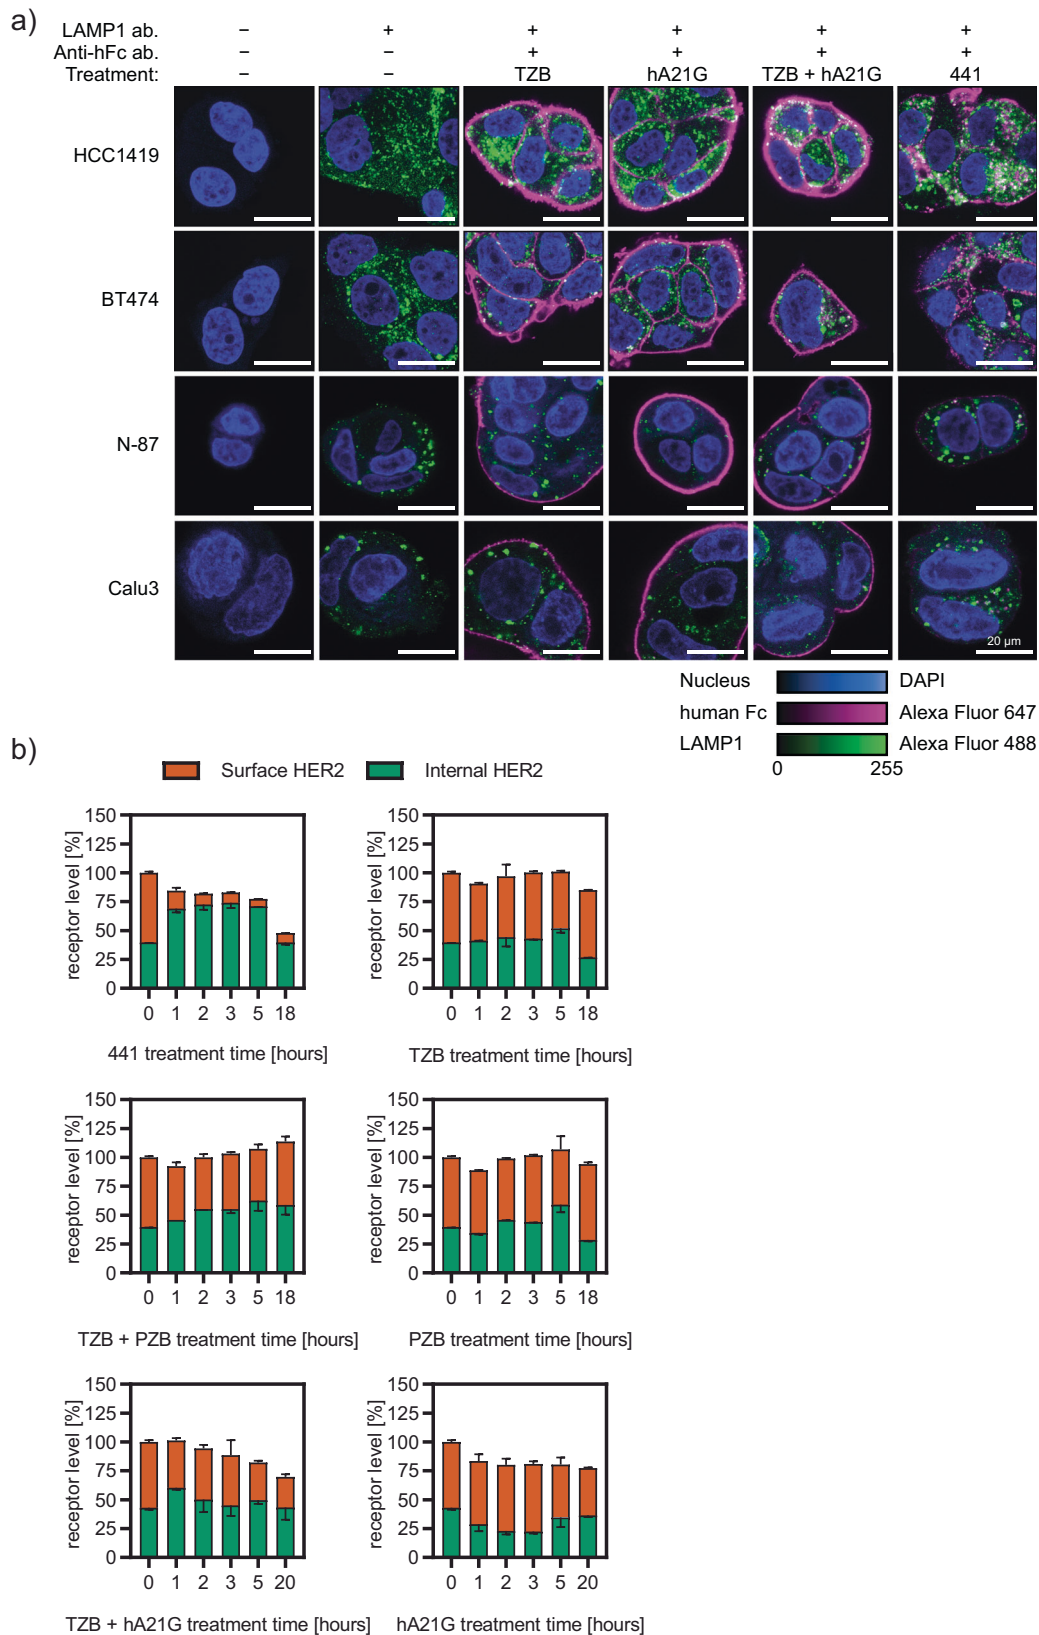 a)
LAMP1 ab. – + + + + +
Anti-hFc ab. – – + + + +
Treatment: – – TZB hA21G TZB + hA21G 441
HCC1419
BT474
N-87
Calu3
20 µm
Nucleus DAPI
human Fc Alexa Fluor 647
LAMP1 Alexa Fluor 488
0 255
b)
Surface HER2 Internal HER2
receptor level [%]
150
125
100
75
50
25
0
0 1 2 3 5 18
441 treatment time [hours]
receptor level [%]
150
125
100
75
50
25
0
0 1 2 3 5 18
TZB treatment time [hours]
receptor level [%]
150
125
100
75
50
25
0
0 1 2 3 5 18
TZB + PZB treatment time [hours]
receptor level [%]
150
125
100
75
50
25
0
0 1 2 3 5 18
PZB treatment time [hours]
receptor level [%]
150
125
100
75
50
25
0
0 1 2 3 5 20
TZB + hA21G treatment time [hours]
receptor level [%]
150
125
100
75
50
25
0
0 1 2 3 5 20
hA21G treatment time [hours]